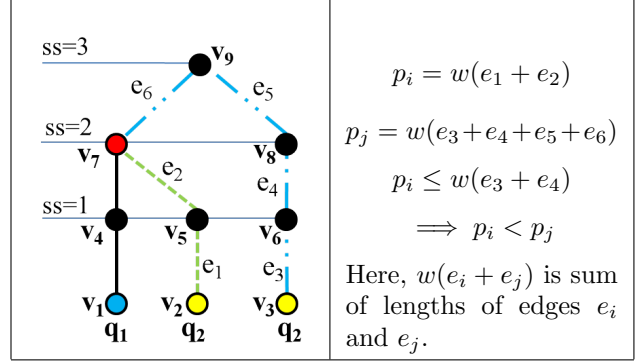 ss=3
v₉
e₆
e₅
ss=2
v₇
v₈
e₂
e₄
ss=1
v₄
v₅
v₆
e₁
e₃
v₁
v₂
v₃
q₁
q₂
q₂
pᵢ = w(e₁ + e₂)
pⱼ = w(e₃+e₄+e₅+e₆)
pᵢ ≤ w(e₃ + e₄)
⟹ pᵢ < pⱼ
Here, w(eᵢ + eⱼ) is sum
of lengths of edges eᵢ
and eⱼ.